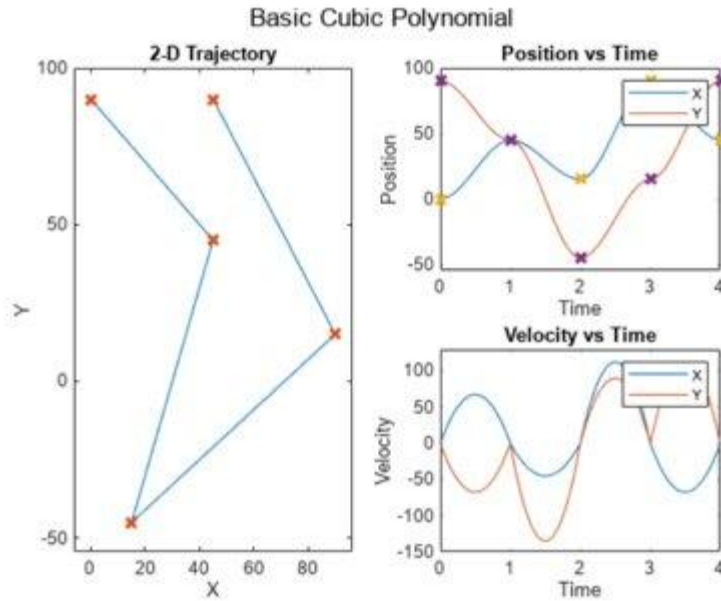 Basic Cubic Polynomial
2-D Trajectory
100
50
0
-50
Y
0 20 40 60 80
X
Position vs Time
100
50
0
-50
Position
X
Y
0 1 2 3 4
Time
Velocity vs Time
100
50
0
-50
-100
-150
Velocity
X
Y
0 1 2 3 4
Time